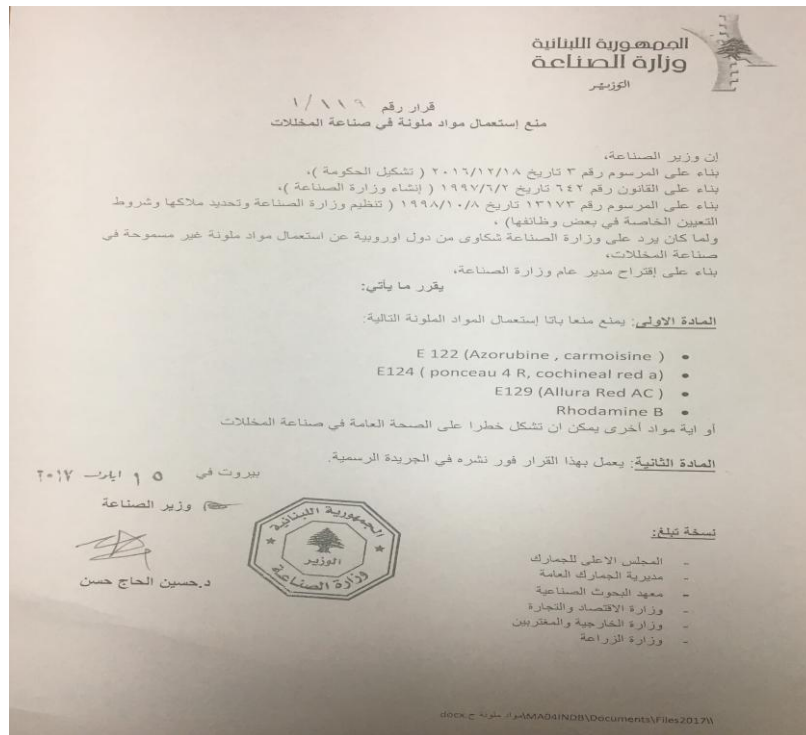 الجمهورية اللبنانية
وزارة الصناعة
الوزير
قرار رقم ١١٩/١
منع إستعمال مواد ملونة في صناعة المخللات
إن وزير الصناعة،
بناء على المرسوم رقم ٣ تاريخ ٢٠١٦/١٢/١٨ ( تشكيل الحكومة )،
بناء على القانون رقم ٦٤٢ تاريخ ١٩٩٧/٦/٢ ( إنشاء وزارة الصناعة )،
بناء على المرسوم رقم ١٣١٧٣ تاريخ ١٩٩٨/١٠/٨ ( تنظيم وزارة الصناعة وتحديد ملاكها وشروط
التعيين الخاصة في بعض وظائفها) ،
ولما كان يرد على وزارة الصناعة شكاوى من دول اوروبية عن استعمال مواد ملونة غير مسموحة في
صناعة المخللات،
بناء على إقتراح مدير عام وزارة الصناعة،
يقرر ما يأتي:
المادة الاولى: يمنع منعا باتا إستعمال المواد الملونة التالية:
• E 122 (Azorubine , carmoisine )
• E124 ( ponceau 4 R, cochineal red a)
• E129 (Allura Red AC )
• Rhodamine B
أو اية مواد أخرى يمكن ان تشكل خطرا على الصحة العامة في صناعة المخللات
المادة الثانية: يعمل بهذا القرار فور نشره في الجريدة الرسمية.
بيروت في ١٥ ايار ٢٠١٧
وزير الصناعة
د.حسين الحاج حسن
الجمهورية اللبنانية
الوزير
وزارة الصناعة
نسخة تبلغ:
- المجلس الاعلى للجمارك
- مديرية الجمارك العامة
- معهد البحوث الصناعية
- وزارة الاقتصاد والتجارة
- وزارة الخارجية والمغتربين
- وزارة الزراعة
\\MA04INDB\Documents\Files2017\مواد ملونة ج.docx